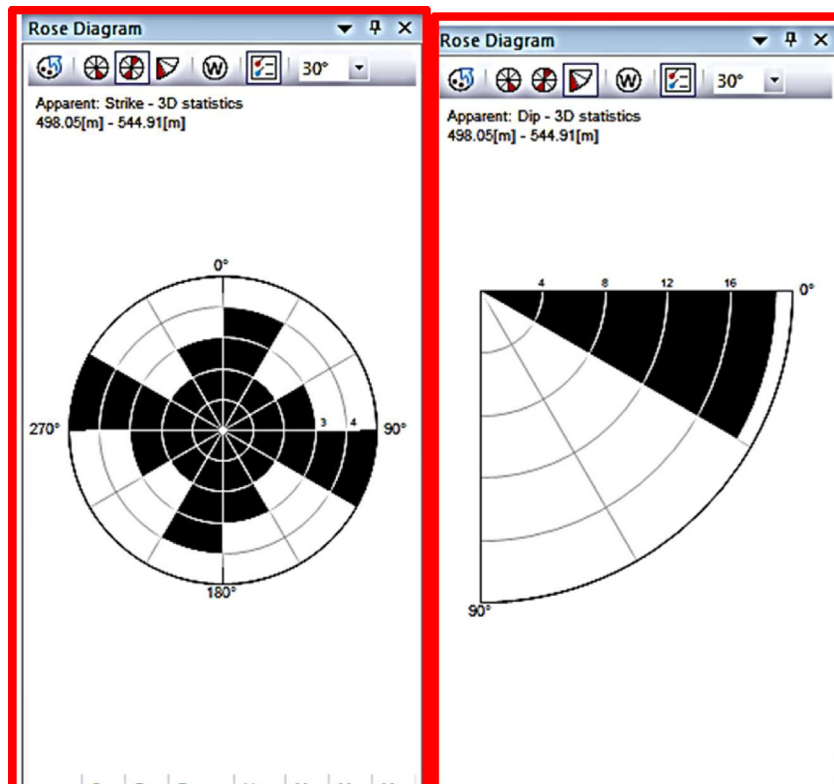 Rose Diagram
W
30°
Apparent: Strike - 3D statistics
498.05[m] - 544.91[m]
0°
270°
3
4
90°
180°
Rose Diagram
W
30°
Apparent: Dip - 3D statistics
498.05[m] - 544.91[m]
4
8
12
16
0°
90°